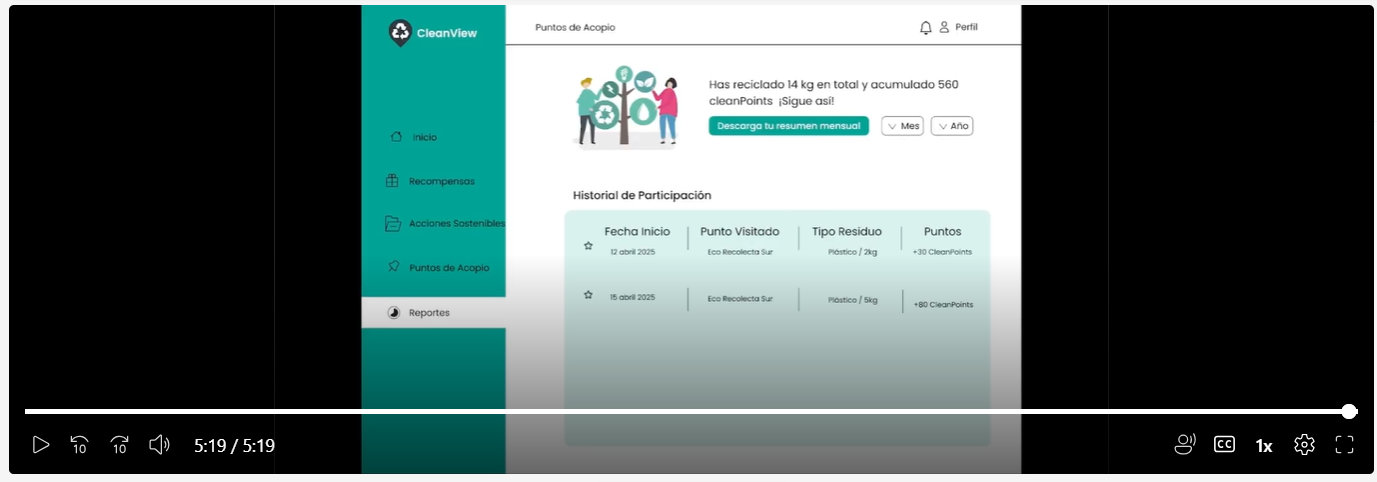 CleanView
Puntos de Acopio
Perfil
Inicio
Recompensas
Acciones Sostenibles
Puntos de Acopio
Reportes
Has reciclado 14 kg en total y acumulado 560
cleanPoints ¡Sigue así!
Descarga tu resumen mensual
Mes
Año
Historial de Participación
Fecha Inicio Punto Visitado Tipo Residuo Puntos
12 abril 2025 Eco Recolecta Sur Plástico / 2kg +30 CleanPoints
15 abril 2025 Eco Recolecta Sur Plástico / 5kg +80 CleanPoints
10
10
5:19 / 5:19
CC
1x